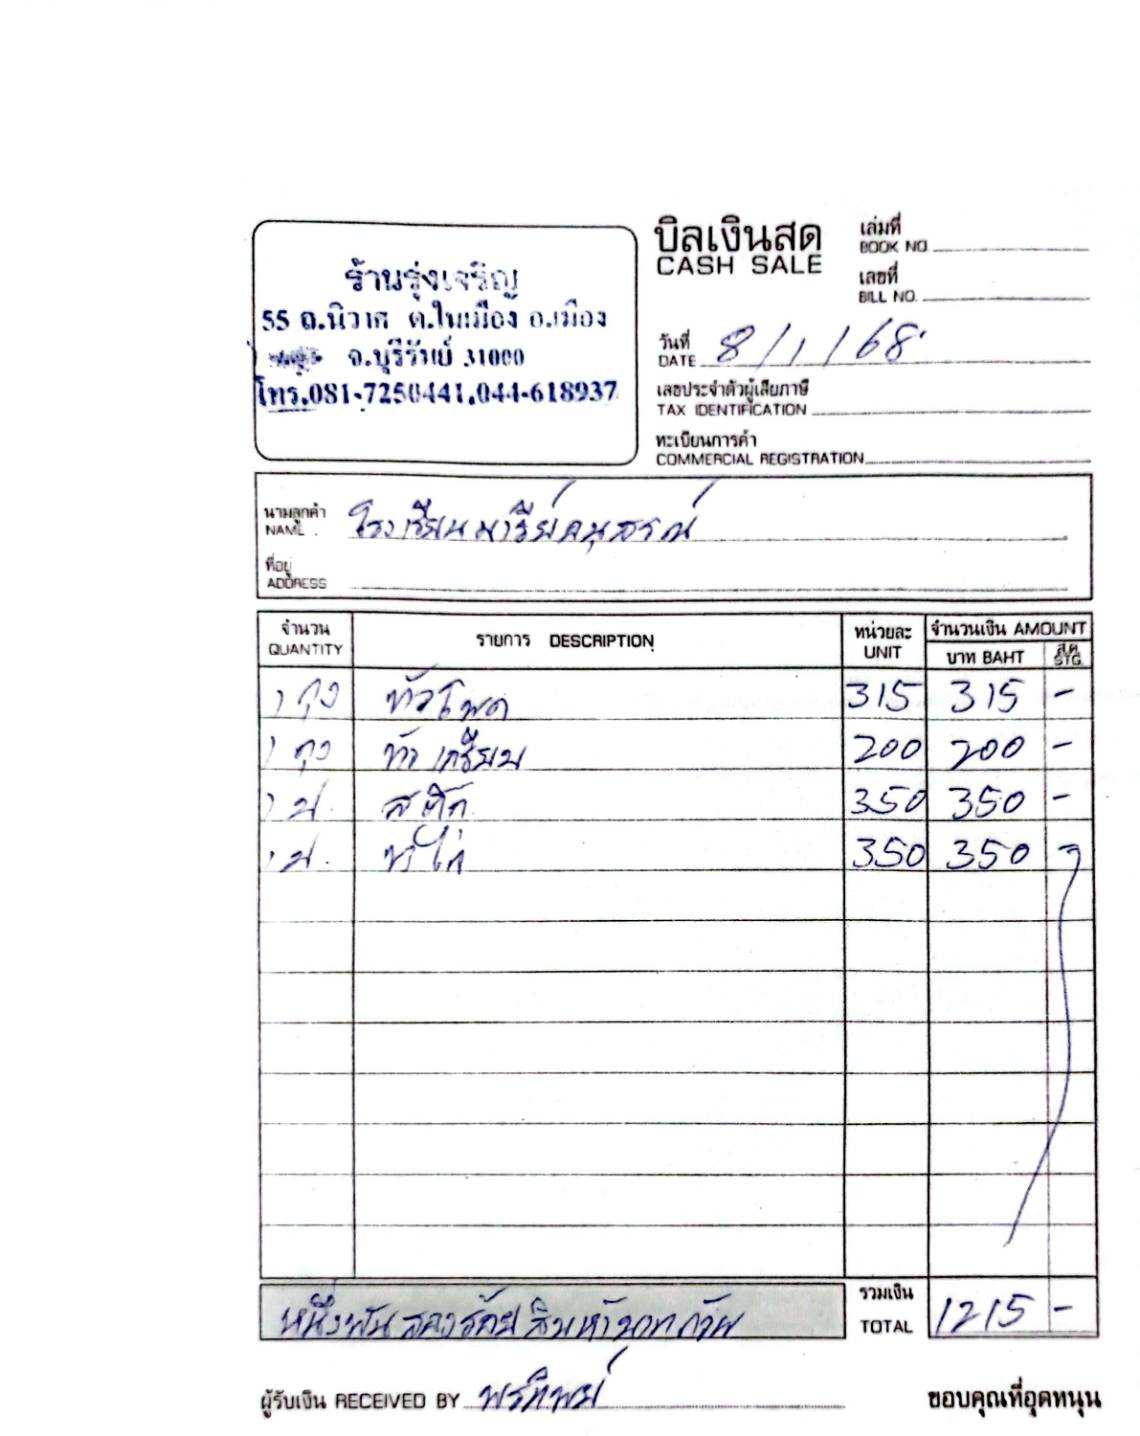 ร้านรุ่งเจริญ
55 ถ.นิวาศ ต.ในเมือง อ.เมือง
จ.บุรีรัมย์ 31000
โทร.081-7250441,044-618937
บิลเงินสด
CASH SALE
เล่มที่
BOOK NO.
เลขที่
BILL NO.
วันที่
DATE 8/1/68
เลขประจำตัวผู้เสียภาษี
TAX IDENTIFICATION
ทะเบียนการค้า
COMMERCIAL REGISTRATION
นามลูกค้า
NAME โรงเรียนมารีย์อนุสรณ์
ที่อยู่
ADDRESS
จำนวน QUANTITY รายการ DESCRIPTION หน่วยละ UNIT จำนวนเงิน AMOUNT
บาท BAHT ส.ต. STG.
1 ถุง 315 315 -
1 ถุง 200 200 -
1 ป. สติ๊ก 350 350 -
1 ป. 350 350 -
หนึ่งพันสองร้อยสิบห้าบาทถ้วน
รวมเงิน
TOTAL 1215 -
ผู้รับเงิน RECEIVED BY พรทิพย์
ขอบคุณที่อุดหนุน